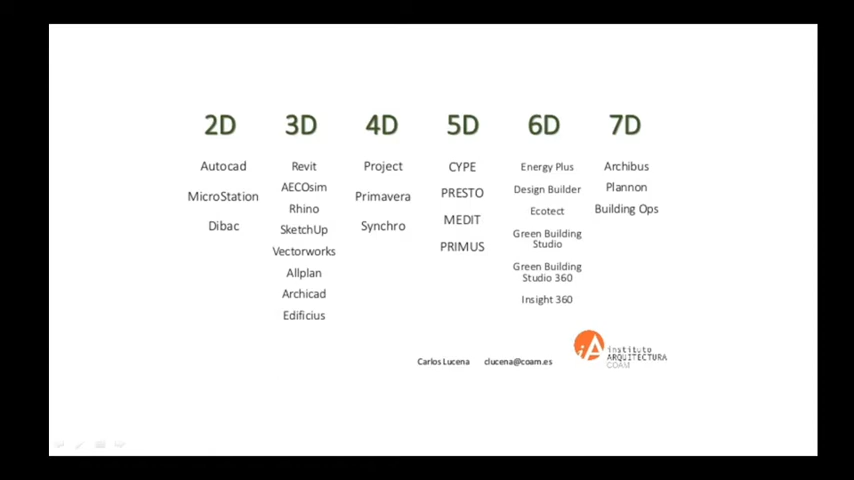 2D
3D
4D
5D
6D
7D
Autocad
MicroStation
Dibac
Revit
AECOsim
Rhino
SketchUp
Vectorworks
Allplan
Archicad
Edificius
Project
Primavera
Synchro
CYPE
PRESTO
MEDIT
PRIMUS
Energy Plus
Design Builder
Ecotect
Green Building
Studio
Green Building
Studio 360
Insight 360
Archibus
Plannon
Building Ops
Carlos Lucena clucena@coam.es
iA
instituto
ARQUITECTURA
COAM